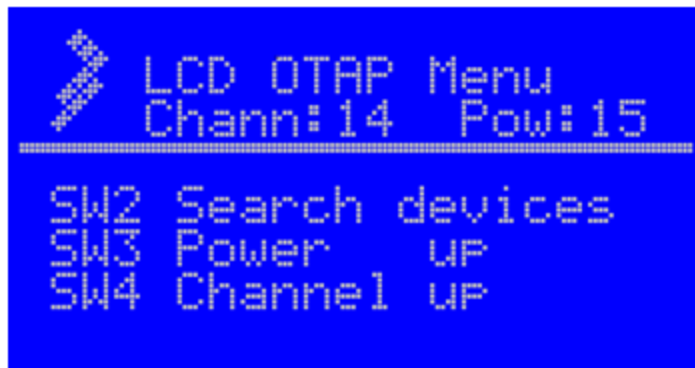 LCD OTAP Menu
Chann:14 Pow:15
SW2 Search devices
SW3 Power up
SW4 Channel up